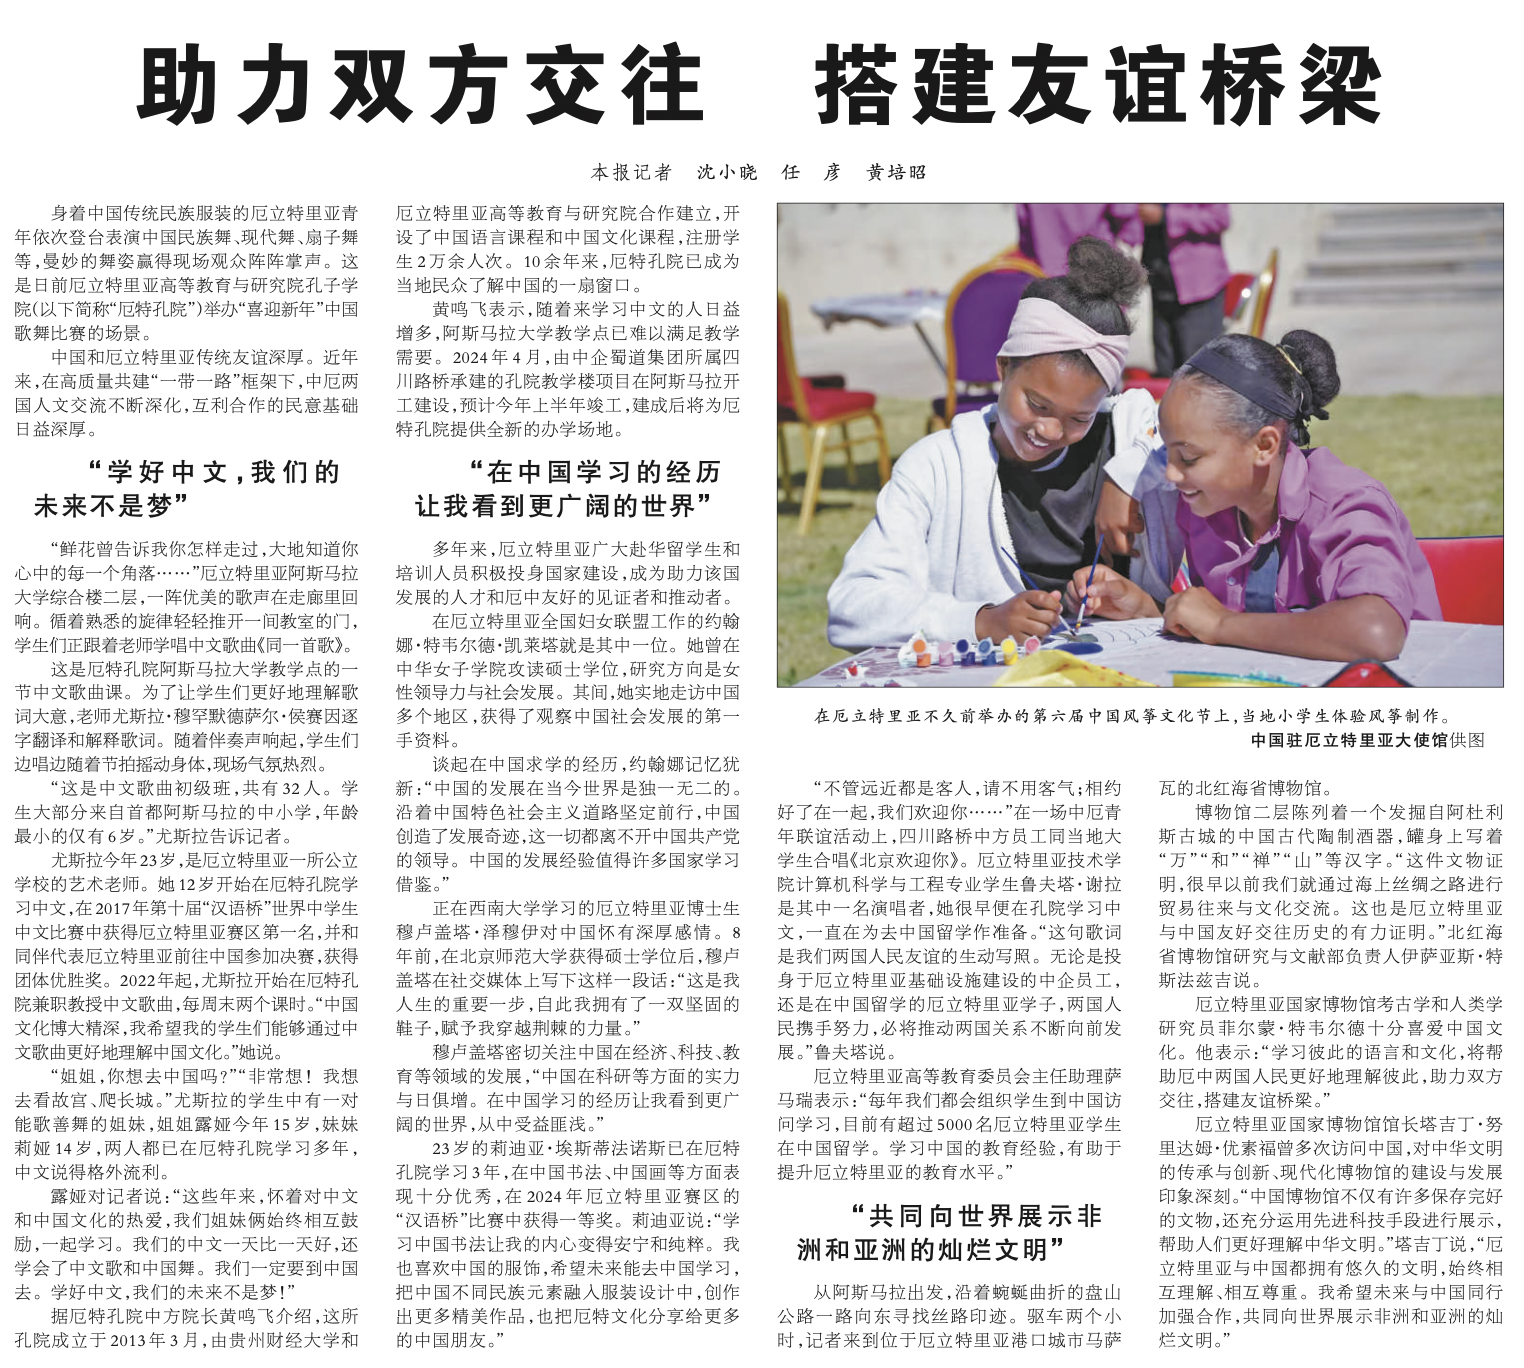 助力双方交往　搭建友谊桥梁
本报记者　沈小晓　任　彦　黄培昭
身着中国传统民族服装的厄立特里亚青
年依次登台表演中国民族舞、现代舞、扇子舞
等，曼妙的舞姿赢得现场观众阵阵掌声。这
是日前厄立特里亚高等教育与研究院孔子学
院(以下简称“厄特孔院”)举办“喜迎新年”中国
歌舞比赛的场景。
中国和厄立特里亚传统友谊深厚。近年
来，在高质量共建“一带一路”框架下，中厄两
国人文交流不断深化，互利合作的民意基础
日益深厚。
“学好中文，我们的
未来不是梦”
“鲜花曾告诉我你怎样走过，大地知道你
心中的每一个角落……”厄立特里亚阿斯马拉
大学综合楼二层，一阵优美的歌声在走廊里回
响。循着熟悉的旋律轻轻推开一间教室的门，
学生们正跟着老师学唱中文歌曲《同一首歌》。
这是厄特孔院阿斯马拉大学教学点的一
节中文歌曲课。为了让学生们更好地理解歌
词大意，老师尤斯拉·穆罕默德萨尔·侯赛因逐
字翻译和解释歌词。随着伴奏声响起，学生们
边唱边随着节拍摇动身体，现场气氛热烈。
“这是中文歌曲初级班，共有32人。学
生大部分来自首都阿斯马拉的中小学，年龄
最小的仅有6岁。”尤斯拉告诉记者。
尤斯拉今年23岁，是厄立特里亚一所公立
学校的艺术老师。她12岁开始在厄特孔院学
习中文，在2017年第十届“汉语桥”世界中学生
中文比赛中获得厄立特里亚赛区第一名，并和
同伴代表厄立特里亚前往中国参加决赛，获得
团体优胜奖。2022年起，尤斯拉开始在厄特孔
院兼职教授中文歌曲，每周末两个课时。“中国
文化博大精深，我希望我的学生们能够通过中
文歌曲更好地理解中国文化。”她说。
“姐姐，你想去中国吗？”“非常想！我想
去看故宫、爬长城。”尤斯拉的学生中有一对
能歌善舞的姐妹，姐姐露娅今年15岁，妹妹
莉娅14岁，两人都已在厄特孔院学习多年，
中文说得格外流利。
露娅对记者说：“这些年来，怀着对中文
和中国文化的热爱，我们姐妹俩始终相互鼓
励，一起学习。我们的中文一天比一天好，还
学会了中文歌和中国舞。我们一定要到中国
去。学好中文，我们的未来不是梦！”
据厄特孔院中方院长黄鸣飞介绍，这所
孔院成立于2013年3月，由贵州财经大学和
厄立特里亚高等教育与研究院合作建立，开
设了中国语言课程和中国文化课程，注册学
生2万余人次。10余年来，厄特孔院已成为
当地民众了解中国的一扇窗口。
黄鸣飞表示，随着来学习中文的人日益
增多，阿斯马拉大学教学点已难以满足教学
需要。2024年4月，由中企蜀道集团所属四
川路桥承建的孔院教学楼项目在阿斯马拉开
工建设，预计今年上半年竣工，建成后将为厄
特孔院提供全新的办学场地。
“在中国学习的经历
让我看到更广阔的世界”
多年来，厄立特里亚广大赴华留学生和
培训人员积极投身国家建设，成为助力该国
发展的人才和厄中友好的见证者和推动者。
在厄立特里亚全国妇女联盟工作的约翰
娜·特韦尔德·凯莱塔就是其中一位。她曾在
中华女子学院攻读硕士学位，研究方向是女
性领导力与社会发展。其间，她实地走访中国
多个地区，获得了观察中国社会发展的第一
手资料。
谈起在中国求学的经历，约翰娜记忆犹
新：“中国的发展在当今世界是独一无二的。
沿着中国特色社会主义道路坚定前行，中国
创造了发展奇迹，这一切都离不开中国共产党
的领导。中国的发展经验值得许多国家学习
借鉴。”
正在西南大学学习的厄立特里亚博士生
穆卢盖塔·泽穆伊对中国怀有深厚感情。8
年前，在北京师范大学获得硕士学位后，穆卢
盖塔在社交媒体上写下这样一段话：“这是我
人生的重要一步，自此我拥有了一双坚固的
鞋子，赋予我穿越荆棘的力量。”
穆卢盖塔密切关注中国在经济、科技、教
育等领域的发展，“中国在科研等方面的实力
与日俱增。在中国学习的经历让我看到更广
阔的世界，从中受益匪浅。”
23岁的莉迪亚·埃斯蒂法诺斯已在厄特
孔院学习3年，在中国书法、中国画等方面表
现十分优秀，在2024年厄立特里亚赛区的
“汉语桥”比赛中获得一等奖。莉迪亚说：“学
习中国书法让我的内心变得安宁和纯粹。我
也喜欢中国的服饰，希望未来能去中国学习，
把中国不同民族元素融入服装设计中，创作
出更多精美作品，也把厄特文化分享给更多
的中国朋友。”
在厄立特里亚不久前举办的第六届中国风筝文化节上，当地小学生体验风筝制作。
中国驻厄立特里亚大使馆供图
“不管远近都是客人，请不用客气；相约
好了在一起，我们欢迎你……”在一场中厄青
年联谊活动上，四川路桥中方员工同当地大
学生合唱《北京欢迎你》。厄立特里亚技术学
院计算机科学与工程专业学生鲁夫塔·谢拉
是其中一名演唱者，她很早便在孔院学习中
文，一直在为去中国留学作准备。“这句歌词
是我们两国人民友谊的生动写照。无论是投
身于厄立特里亚基础设施建设的中企员工，
还是在中国留学的厄立特里亚学子，两国人
民携手努力，必将推动两国关系不断向前发
展。”鲁夫塔说。
厄立特里亚高等教育委员会主任助理萨
马瑞表示：“每年我们都会组织学生到中国访
问学习，目前有超过5000名厄立特里亚学生
在中国留学。学习中国的教育经验，有助于
提升厄立特里亚的教育水平。”
“共同向世界展示非
洲和亚洲的灿烂文明”
从阿斯马拉出发，沿着蜿蜒曲折的盘山
公路一路向东寻找丝路印迹。驱车两个小
时，记者来到位于厄立特里亚港口城市马萨
瓦的北红海省博物馆。
博物馆二层陈列着一个发掘自阿杜利
斯古城的中国古代陶制酒器，罐身上写着
“万”“和”“禅”“山”等汉字。“这件文物证
明，很早以前我们就通过海上丝绸之路进行
贸易往来与文化交流。这也是厄立特里亚
与中国友好交往历史的有力证明。”北红海
省博物馆研究与文献部负责人伊萨亚斯·特
斯法兹吉说。
厄立特里亚国家博物馆考古学和人类学
研究员菲尔蒙·特韦尔德十分喜爱中国文
化。他表示：“学习彼此的语言和文化，将帮
助厄中两国人民更好地理解彼此，助力双方
交往，搭建友谊桥梁。”
厄立特里亚国家博物馆馆长塔吉丁·努
里达姆·优素福曾多次访问中国，对中华文明
的传承与创新、现代化博物馆的建设与发展
印象深刻。“中国博物馆不仅有许多保存完好
的文物，还充分运用先进科技手段进行展示，
帮助人们更好理解中华文明。”塔吉丁说，“厄
立特里亚与中国都拥有悠久的文明，始终相
互理解、相互尊重。我希望未来与中国同行
加强合作，共同向世界展示非洲和亚洲的灿
烂文明。”